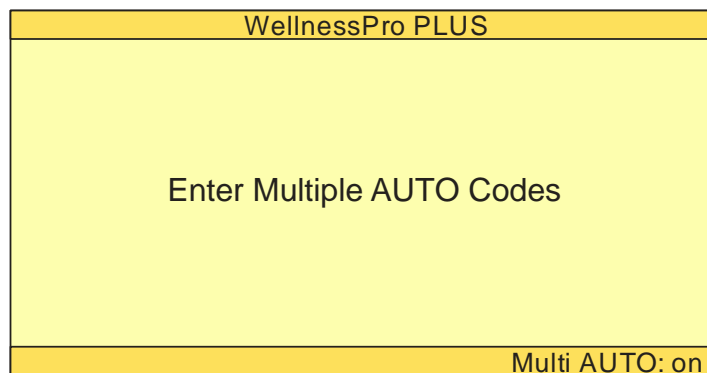 WellnessPro PLUS
Enter Multiple AUTO Codes
Multi AUTO: on